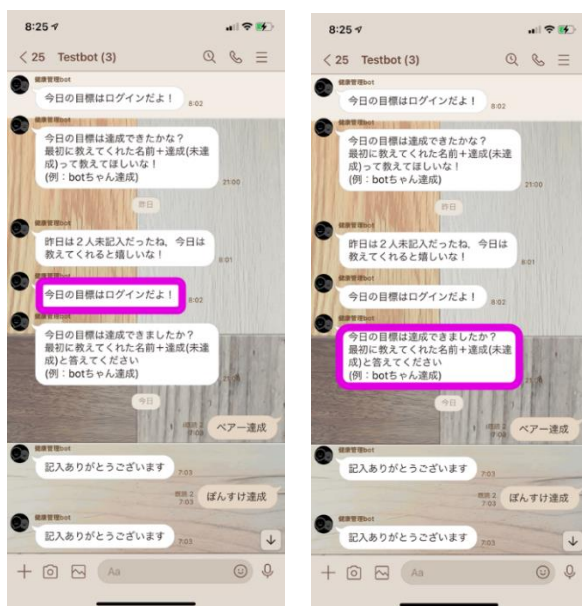 8:25
< 25 Testbot (3)
健康管理bot
今日の目標はログインだよ！
8:02
健康管理bot
今日の目標は達成できたかな？
最初に教えてくれた名前＋達成(未達
成)って教えてほしいな！
(例：botちゃん達成)
21:00
昨日
健康管理bot
昨日は２人未記入だったね、今日は
教えてくれると嬉しいな！
8:01
健康管理bot
今日の目標はログインだよ！
8:02
健康管理bot
今日の目標は達成できましたか？
最初に教えてくれた名前＋達成(未達
成)と答えてください
(例：botちゃん達成)
今日
既読 2
7:03
ベアー達成
健康管理bot
記入ありがとうございます
7:03
既読 2
7:03
ぽんすけ達成
健康管理bot
記入ありがとうございます
7:03
Aa
8:25
< 25 Testbot (3)
健康管理bot
今日の目標はログインだよ！
8:02
健康管理bot
今日の目標は達成できたかな？
最初に教えてくれた名前＋達成(未達
成)って教えてほしいな！
(例：botちゃん達成)
21:00
昨日
健康管理bot
昨日は２人未記入だったね、今日は
教えてくれると嬉しいな！
8:01
健康管理bot
今日の目標はログインだよ！
8:02
今日の目標は達成できましたか？
最初に教えてくれた名前＋達成(未達
成)と答えてください
(例：botちゃん達成)
今日
既読 2
7:03
ベアー達成
健康管理bot
記入ありがとうございます
7:03
既読 2
7:03
ぽんすけ達成
健康管理bot
記入ありがとうございます
7:03
Aa